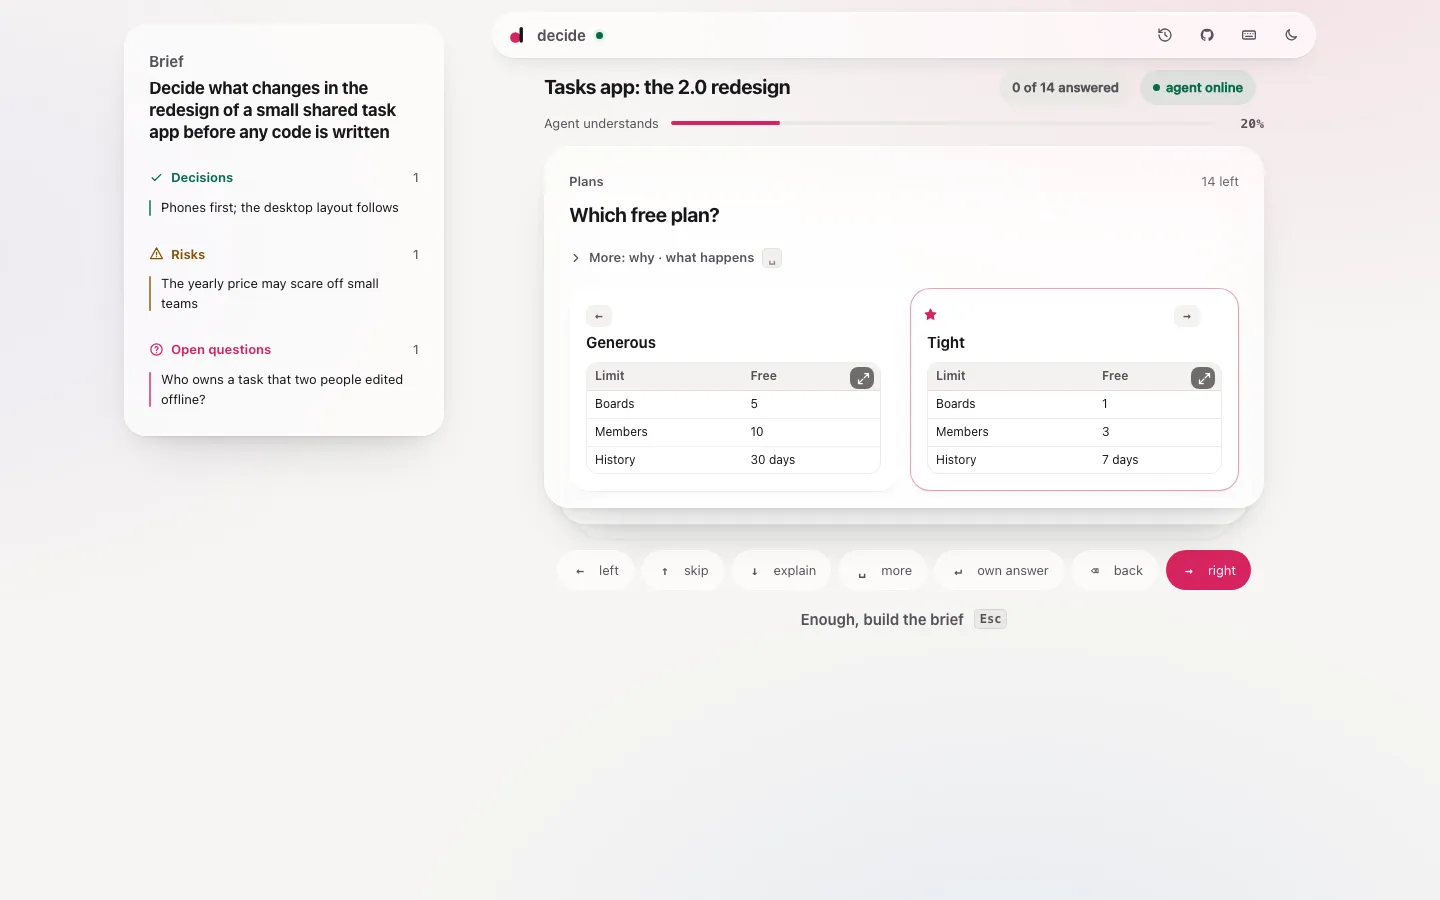 Brief
Decide what changes in the
redesign of a small shared task
app before any code is written
Decisions 1
Phones first; the desktop layout follows
Risks 1
The yearly price may scare off small
teams
Open questions 1
Who owns a task that two people edited
offline?
decide
Tasks app: the 2.0 redesign
0 of 14 answered
agent online
Agent understands 20%
Plans 14 left
Which free plan?
More: why · what happens ␣
←
Generous
Limit Free
Boards 5
Members 10
History 30 days
→
Tight
Limit Free
Boards 1
Members 3
History 7 days
← left
↑ skip
↓ explain
␣ more
↵ own answer
⌫ back
→ right
Enough, build the brief Esc